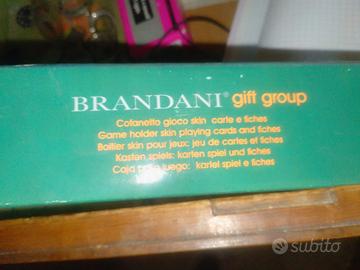 BRANDANI® gift group
Cofanetto gioco skin carte e fiches
Game holder skin playing cards and fiches
Boîtier skin pour jeux: jeu de cartes et fiches
Kasten spiels: karten spiel und fiches
Caja para juego: kartel spiel e fiches
subito